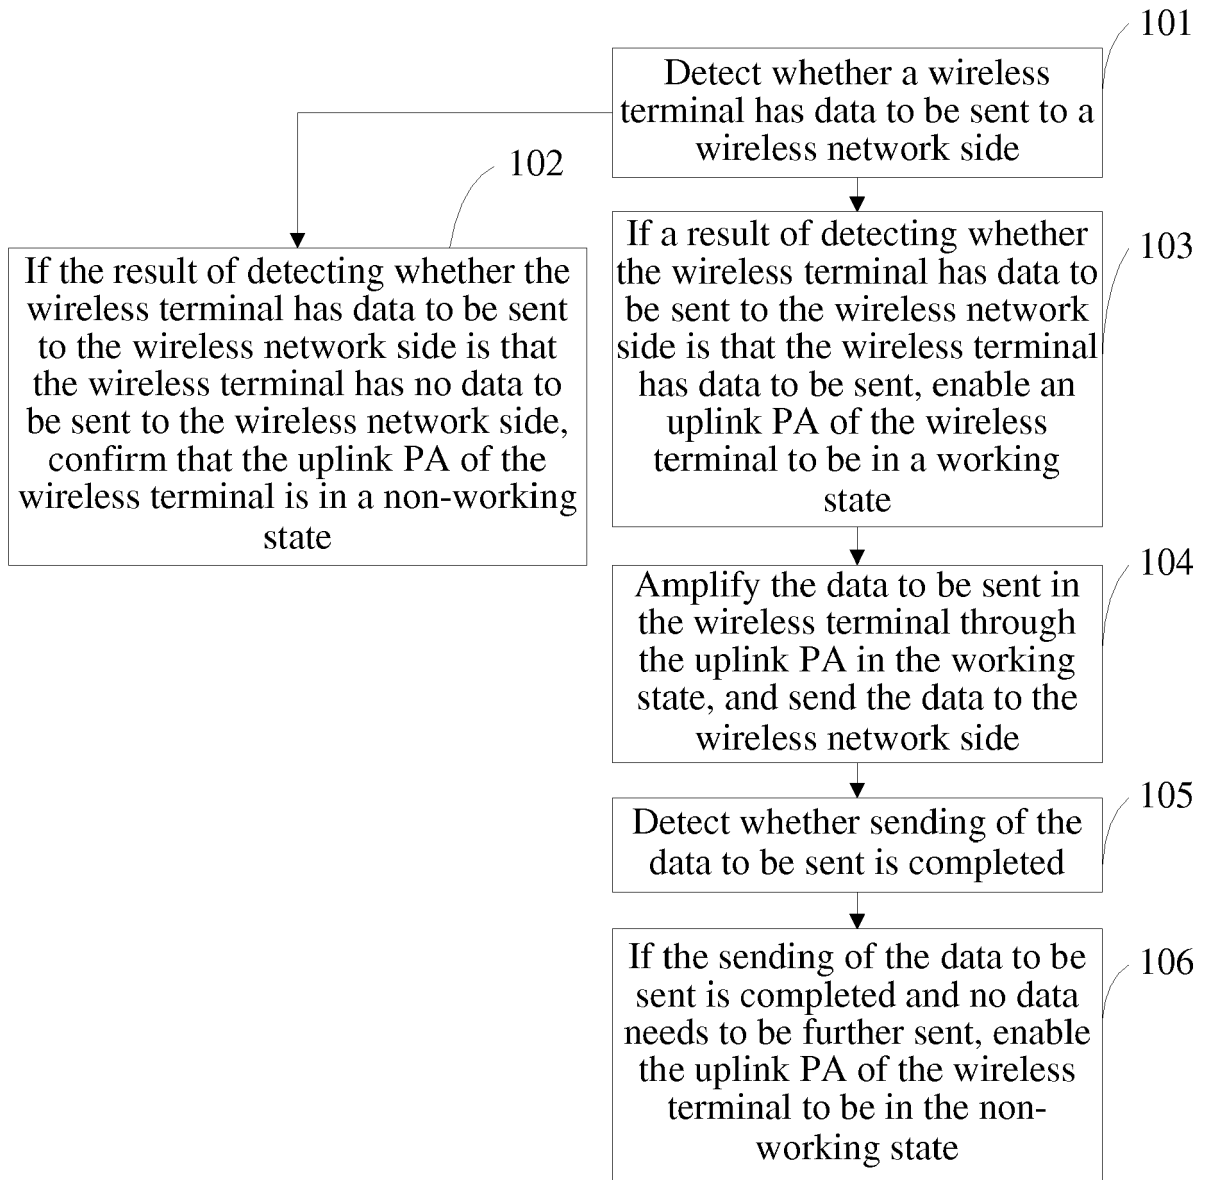 101
Detect whether a wireless
terminal has data to be sent to a
wireless network side
102
If the result of detecting whether the
wireless terminal has data to be sent
to the wireless network side is that
the wireless terminal has no data to
be sent to the wireless network side,
confirm that the uplink PA of the
wireless terminal is in a non-working
state
103
If a result of detecting whether
the wireless terminal has data to
be sent to the wireless network
side is that the wireless terminal
has data to be sent, enable an
uplink PA of the wireless
terminal to be in a working
state
104
Amplify the data to be sent in
the wireless terminal through
the uplink PA in the working
state, and send the data to the
wireless network side
105
Detect whether sending of the
data to be sent is completed
106
If the sending of the data to be
sent is completed and no data
needs to be further sent, enable
the uplink PA of the wireless
terminal to be in the non-
working state